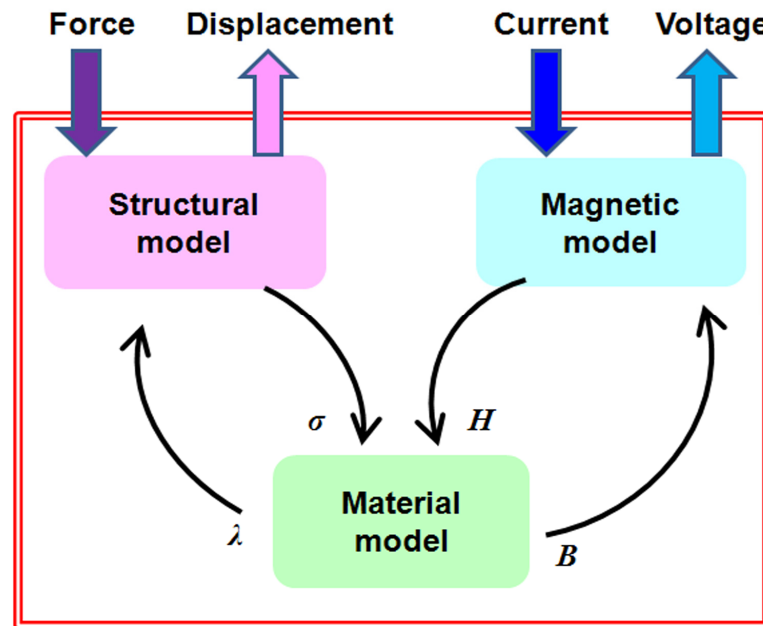 Force Displacement Current Voltage
Structural
model
Magnetic
model
σ H
Material
model
λ B